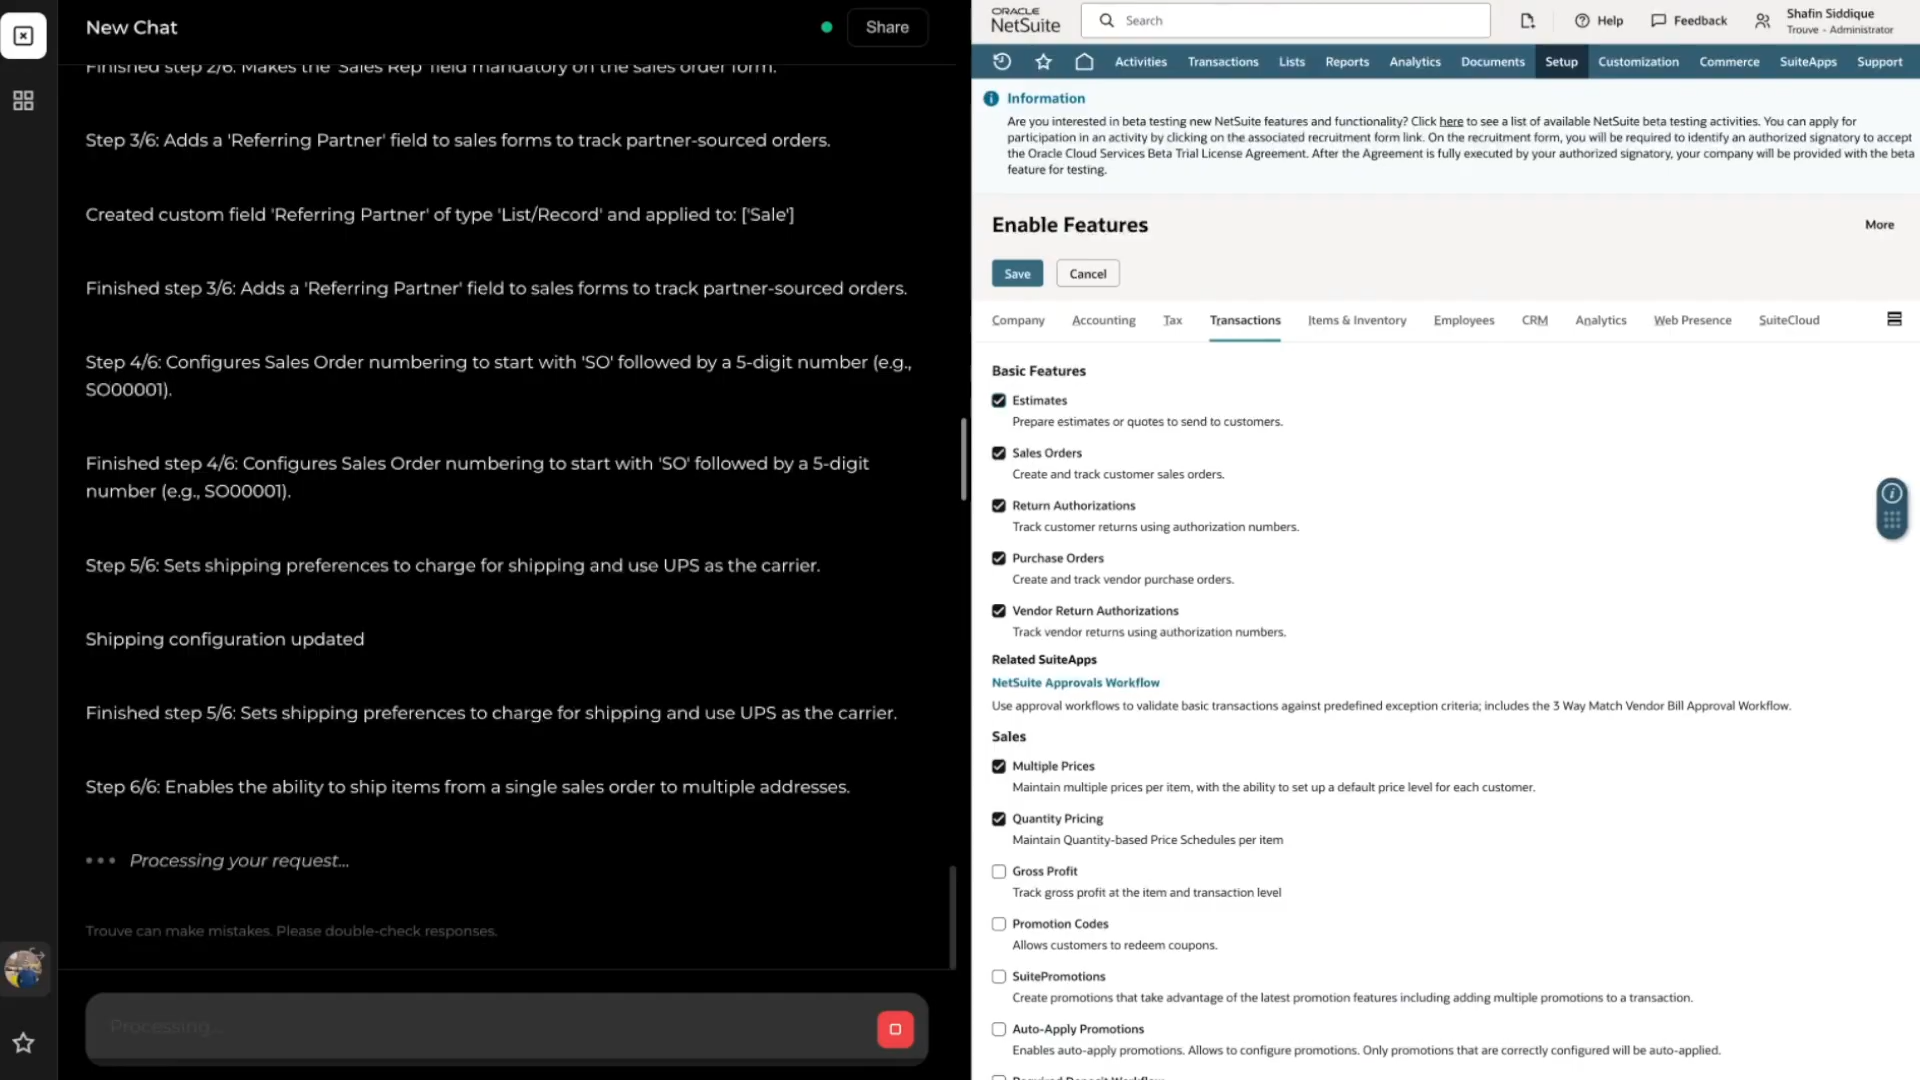 New Chat
Share
Finished step 2/6: Makes the 'Sales Rep' field mandatory on the sales order form.
Step 3/6: Adds a 'Referring Partner' field to sales forms to track partner-sourced orders.
Created custom field 'Referring Partner' of type 'List/Record' and applied to: ['Sale']
Finished step 3/6: Adds a 'Referring Partner' field to sales forms to track partner-sourced orders.
Step 4/6: Configures Sales Order numbering to start with 'SO' followed by a 5-digit number (e.g.,
SO00001).
Finished step 4/6: Configures Sales Order numbering to start with 'SO' followed by a 5-digit
number (e.g., SO00001).
Step 5/6: Sets shipping preferences to charge for shipping and use UPS as the carrier.
Shipping configuration updated
Finished step 5/6: Sets shipping preferences to charge for shipping and use UPS as the carrier.
Step 6/6: Enables the ability to ship items from a single sales order to multiple addresses.
Processing your request...
Trouve can make mistakes. Please double-check responses.
Processing...
ORACLE
NetSuite
Search
Help
Feedback
Shafin Siddique
Trouve - Administrator
Activities Transactions Lists Reports Analytics Documents Setup Customization Commerce SuiteApps Support
Information
Are you interested in beta testing new NetSuite features and functionality? Click here to see a list of available NetSuite beta testing activities. You can apply for
participation in an activity by clicking on the associated recruitment form link. On the recruitment form, you will be required to identify an authorized signatory to accept
the Oracle Cloud Services Beta Trial License Agreement. After the Agreement is fully executed by your authorized signatory, your company will be provided with the beta
feature for testing.
Enable Features
More
Save Cancel
Company Accounting Tax Transactions Items & Inventory Employees CRM Analytics Web Presence SuiteCloud
Basic Features
Estimates
Prepare estimates or quotes to send to customers.
Sales Orders
Create and track customer sales orders.
Return Authorizations
Track customer returns using authorization numbers.
Purchase Orders
Create and track vendor purchase orders.
Vendor Return Authorizations
Track vendor returns using authorization numbers.
Related SuiteApps
NetSuite Approvals Workflow
Use approval workflows to validate basic transactions against predefined exception criteria; includes the 3 Way Match Vendor Bill Approval Workflow.
Sales
Multiple Prices
Maintain multiple prices per item, with the ability to set up a default price level for each customer.
Quantity Pricing
Maintain Quantity-based Price Schedules per item
Gross Profit
Track gross profit at the item and transaction level
Promotion Codes
Allows customers to redeem coupons.
SuitePromotions
Create promotions that take advantage of the latest promotion features including adding multiple promotions to a transaction.
Auto-Apply Promotions
Enables auto-apply promotions. Allows to configure promotions. Only promotions that are correctly configured will be auto-applied.
Required Deposit Workflow